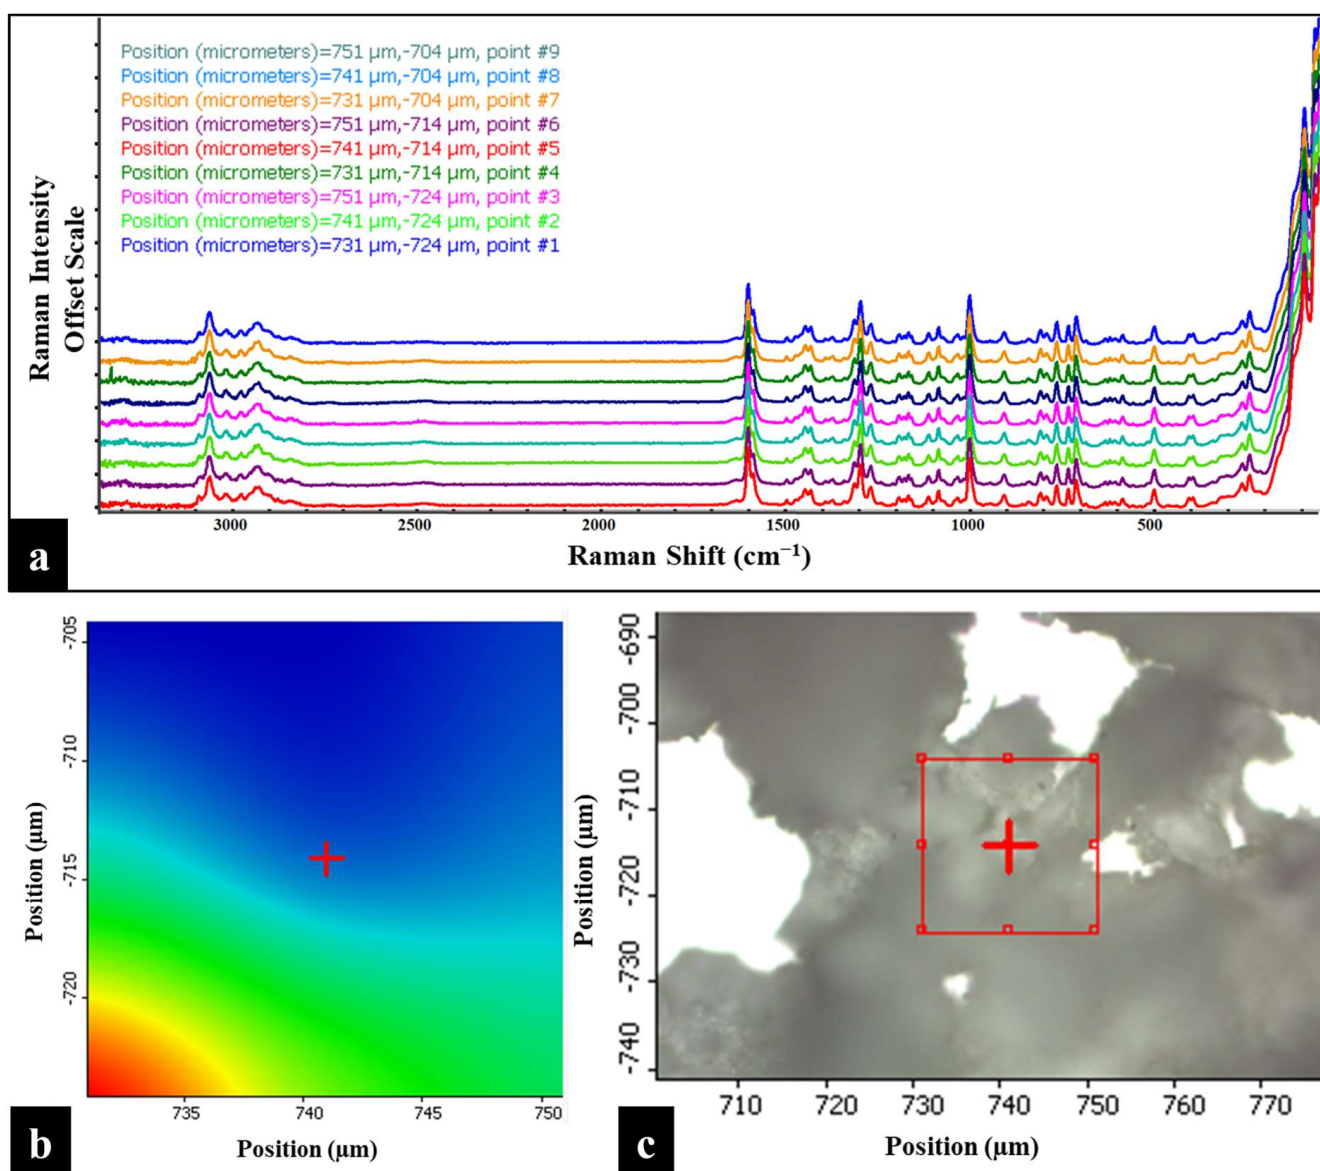 Position (micrometers)=751 µm,-704 µm, point #9
Position (micrometers)=741 µm,-704 µm, point #8
Position (micrometers)=731 µm,-704 µm, point #7
Position (micrometers)=751 µm,-714 µm, point #6
Position (micrometers)=741 µm,-714 µm, point #5
Position (micrometers)=731 µm,-714 µm, point #4
Position (micrometers)=751 µm,-724 µm, point #3
Position (micrometers)=741 µm,-724 µm, point #2
Position (micrometers)=731 µm,-724 µm, point #1
Raman Intensity
Offset Scale
3000 2500 2000 1500 1000 500
Raman Shift (cm⁻¹)
a
-705
-710
-715
-720
Position (µm)
735 740 745 750
Position (µm)
b
-690
-700
-710
-720
-730
-740
Position (µm)
710 720 730 740 750 760 770
Position (µm)
c